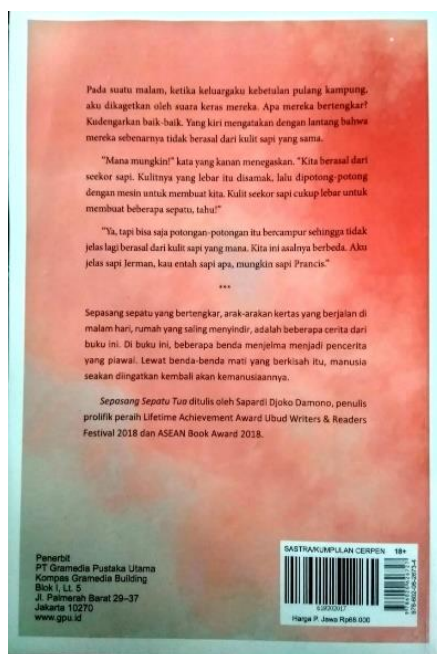 Pada suatu malam, ketika keluargaku kebetulan pulang kampung,
aku dikagetkan oleh suara keras mereka. Apa mereka bertengkar?
Kudengarkan baik-baik. Yang kiri mengatakan dengan lantang bahwa
mereka sebenarnya tidak berasal dari kulit sapi yang sama.
"Mana mungkin!" kata yang kanan menegaskan. "Kita berasal dari
seekor sapi. Kulitnya yang lebar itu disamak, lalu dipotong-potong
dengan mesin untuk membuat kita. Kulit seekor sapi cukup lebar untuk
membuat beberapa sepatu, tahu!"
"Ya, tapi bisa saja potongan-potongan itu bercampur sehingga tidak
jelas lagi berasal dari kulit sapi yang mana. Kita ini asalnya berbeda. Aku
jelas sapi Jerman, kau entah sapi apa, mungkin sapi Prancis."
***
Sepasang sepatu yang bertengkar, arak-arakan kertas yang berjalan di
malam hari, rumah yang saling menyindir, adalah beberapa cerita dari
buku ini. Di buku ini, beberapa benda menjelma menjadi pencerita
yang piawai. Lewat benda-benda mati yang berkisah itu, manusia
seakan diingatkan kembali akan kemanusiaannya.
Sepasang Sepatu Tua ditulis oleh Sapardi Djoko Damono, penulis
prolifik peraih Lifetime Achievement Award Ubud Writers & Readers
Festival 2018 dan ASEAN Book Award 2018.
Penerbit
PT Gramedia Pustaka Utama
Kompas Gramedia Building
Blok I, Lt. 5
Jl. Palmerah Barat 29-37
Jakarta 10270
www.gpu.id
SASTRA/KUMPULAN CERPEN 18+
619202017
Harga P. Jawa Rp68.000